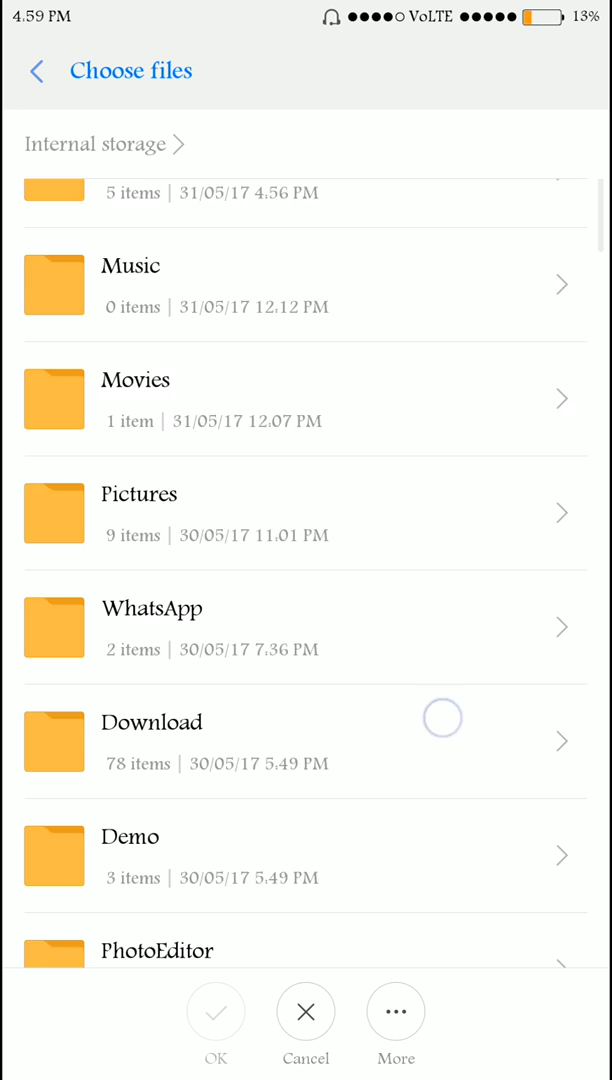 4:59 PM VoLTE 13%
Choose files
Internal storage
5 items | 31/05/17 4:56 PM
Music
0 items | 31/05/17 12:12 PM
Movies
1 item | 31/05/17 12:07 PM
Pictures
9 items | 30/05/17 11:01 PM
WhatsApp
2 items | 30/05/17 7:36 PM
Download
78 items | 30/05/17 5:49 PM
Demo
3 items | 30/05/17 5:49 PM
PhotoEditor
OK Cancel More